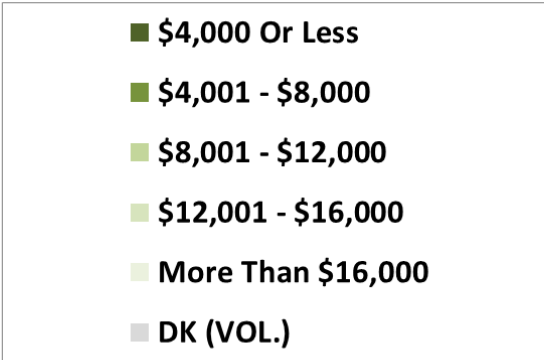 $4,000 Or Less
$4,001 - $8,000
$8,001 - $12,000
$12,001 - $16,000
More Than $16,000
DK (VOL.)